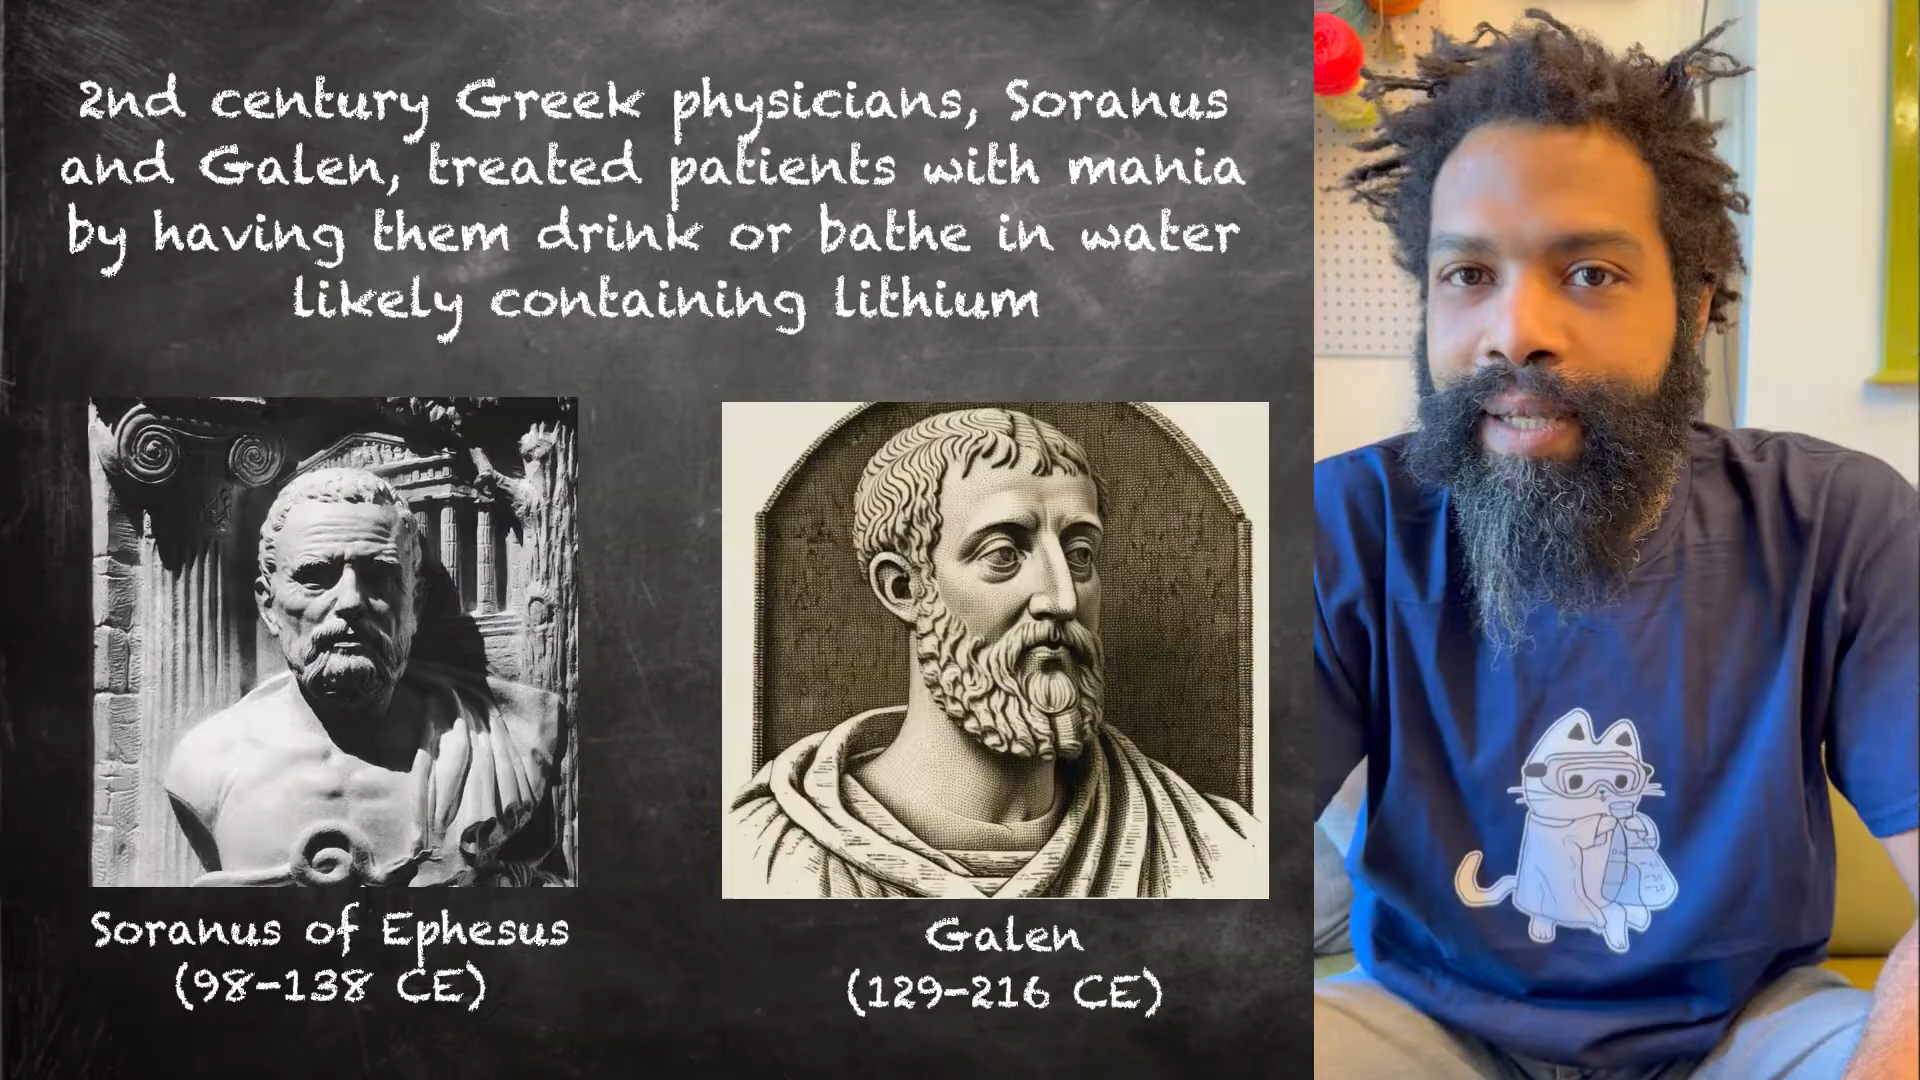 2nd century Greek physicians, Soranus
and Galen, treated patients with mania
by having them drink or bathe in water
likely containing lithium
Soranus of Ephesus
(98-138 CE)
Galen
(129-216 CE)